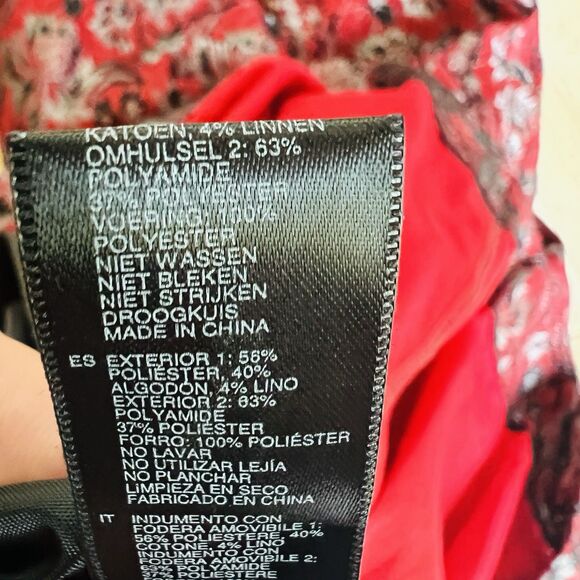 KATOEN, 4% LINNEN
OMHULSEL 2: 63%
POLYAMIDE
37% POLYESTER
VOERING: 100%
POLYESTER
NIET WASSEN
NIET BLEKEN
NIET STRIJKEN
DROOGKUIS
MADE IN CHINA
ES EXTERIOR 1: 56%
POLIÉSTER, 40%
ALGODÓN, 4% LINO
EXTERIOR 2: 63%
POLYAMIDE
37% POLIÉSTER
FORRO: 100% POLIÉSTER
NO LAVAR
NO UTILIZAR LEJÍA
NO PLANCHAR
LIMPIEZA EN SECO
FABRICADO EN CHINA
IT INDUMENTO CON
FODERA AMOVIBILE 1:
56% POLIESTERE, 40%
COTONE, 4% LINO
INDMENTO CON
FODERA AMOVIBILE 2:
63% POLYAMIDE
37% POLIESTERE